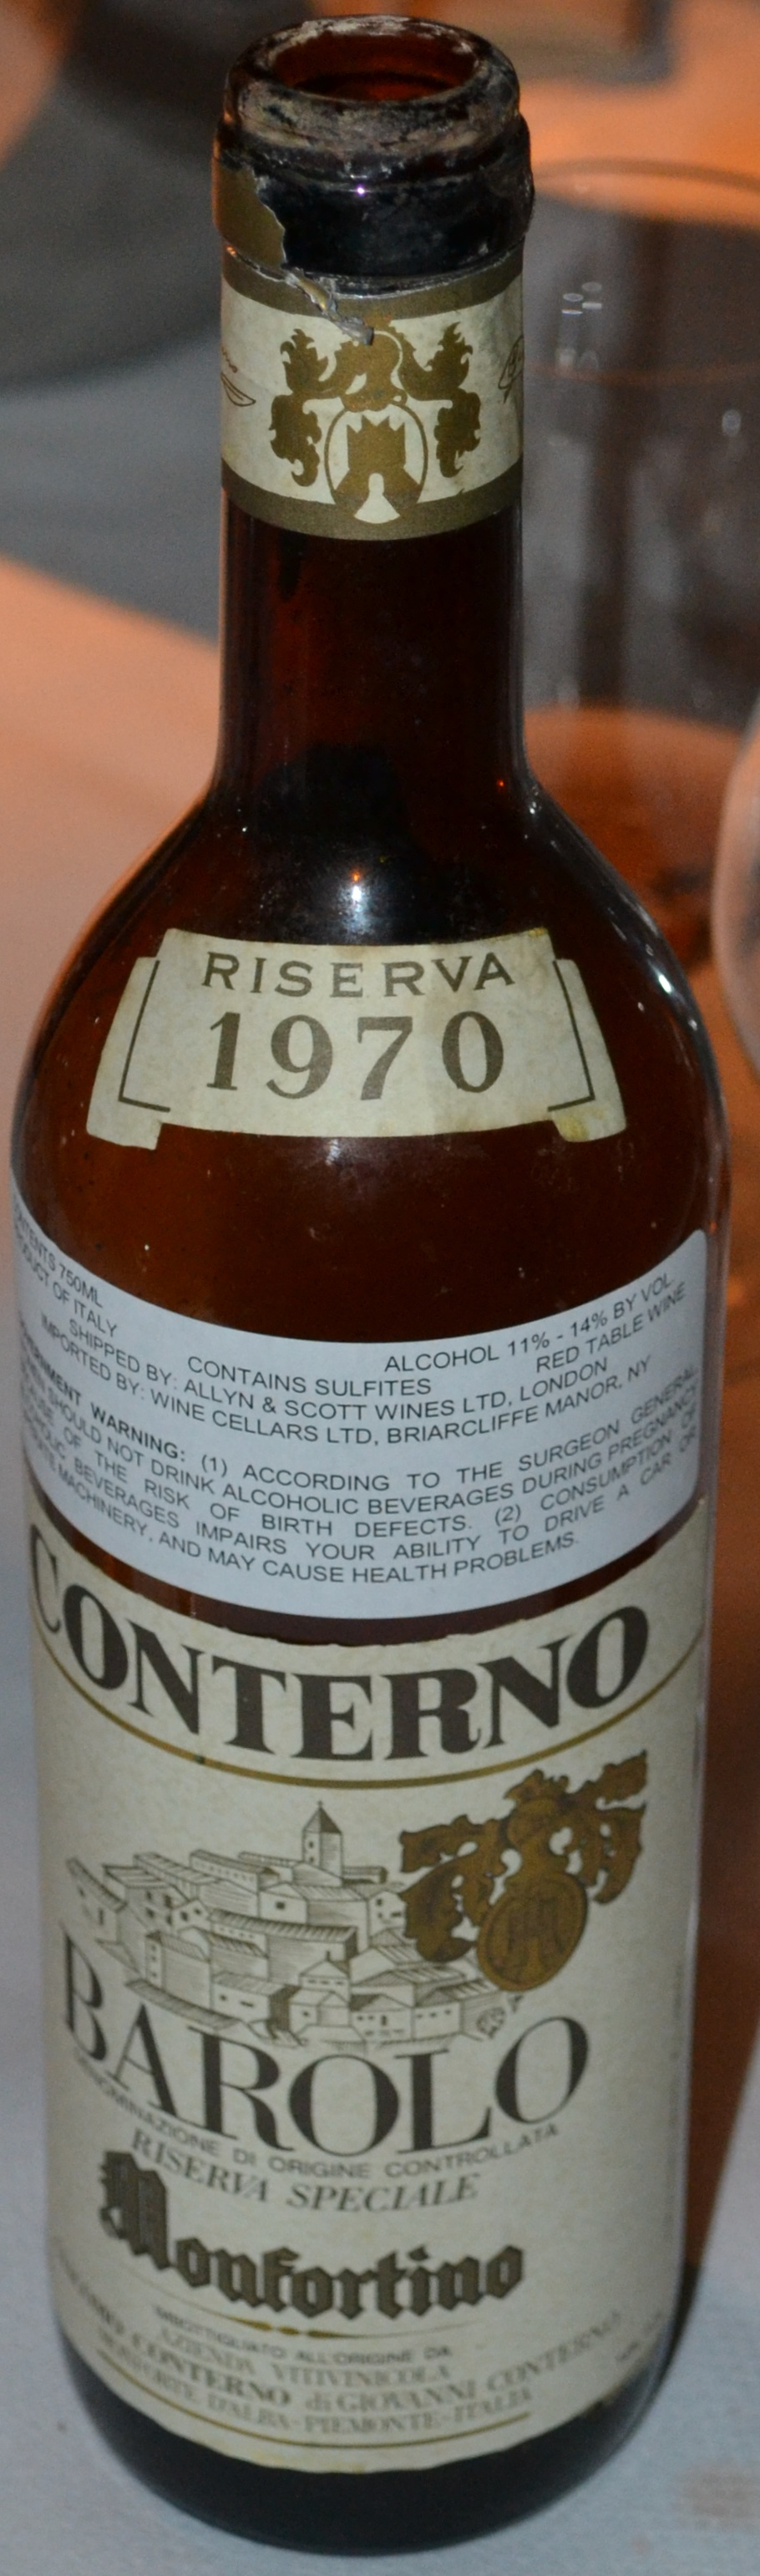 RISERVA
1970
CONTENTS 750ML
PRODUCT OF ITALY
CONTAINS SULFITES
ALCOHOL 11% - 14% BY VOL
RED TABLE WINE
SHIPPED BY: ALLYN & SCOTT WINES LTD, LONDON
IMPORTED BY: WINE CELLARS LTD, BRIARCLIFFE MANOR, NY
GOVERNMENT WARNING: (1) ACCORDING TO THE SURGEON GENERAL,
WOMEN SHOULD NOT DRINK ALCOHOLIC BEVERAGES DURING PREGNANCY
BECAUSE OF THE RISK OF BIRTH DEFECTS. (2) CONSUMPTION OF
ALCOHOLIC BEVERAGES IMPAIRS YOUR ABILITY TO DRIVE A CAR OR
OPERATE MACHINERY, AND MAY CAUSE HEALTH PROBLEMS.
CONTERNO
BAROLO
DENOMINAZIONE DI ORIGINE CONTROLLATA
RISERVA SPECIALE
Monfortino
IMBOTTIGLIATO ALL'ORIGINE DA
AZIENDA VITIVINICOLA
GIACOMO CONTERNO di GIOVANNI CONTERNO
MONFORTE D'ALBA - PIEMONTE - ITALIA